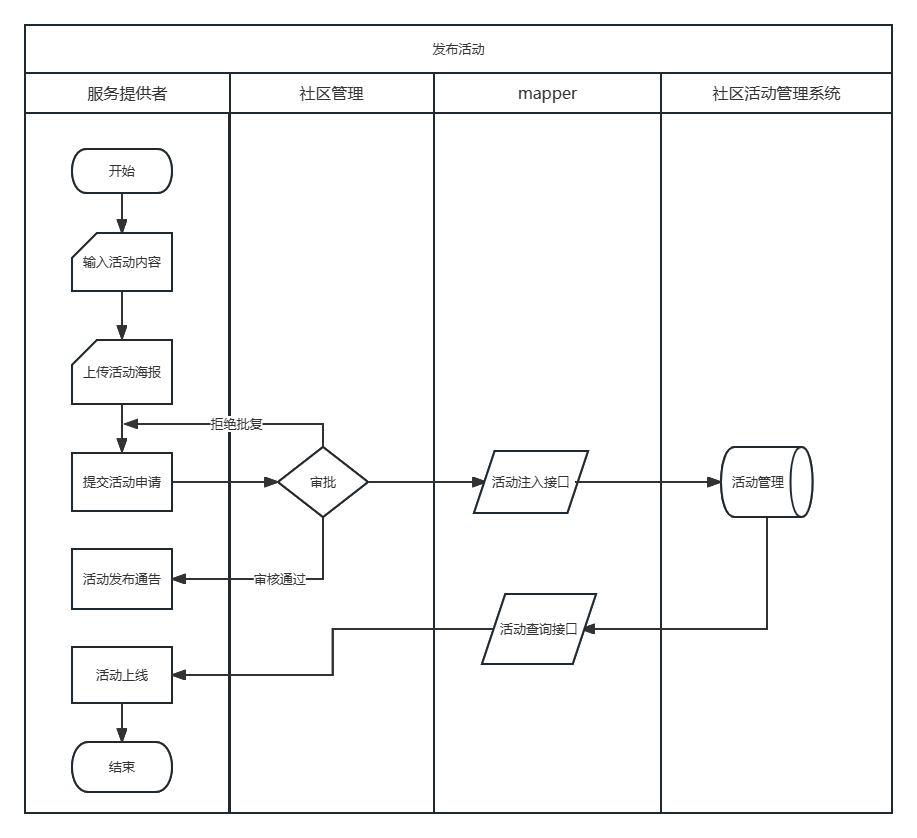 发布活动
服务提供者
社区管理
mapper
社区活动管理系统
开始
输入活动内容
上传活动海报
拒绝批复
提交活动申请
审批
活动注入接口
活动管理
活动发布通告
审核通过
活动查询接口
活动上线
结束